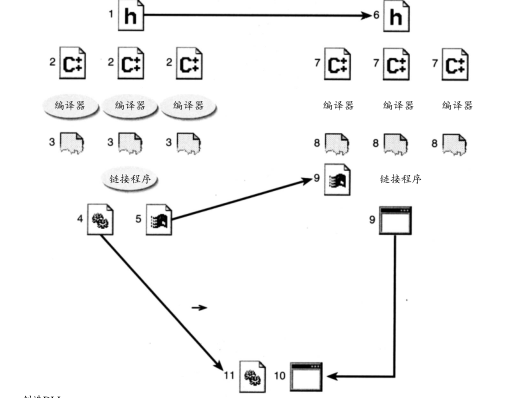 1 h 6 h
2 C++ 2 C++ 2 C++ 7 C++ 7 C++ 7 C++
编译器 编译器 编译器 编译器 编译器 编译器
3 3 3 8 8 8
链接程序 9 链接程序
4 5 9
11 10